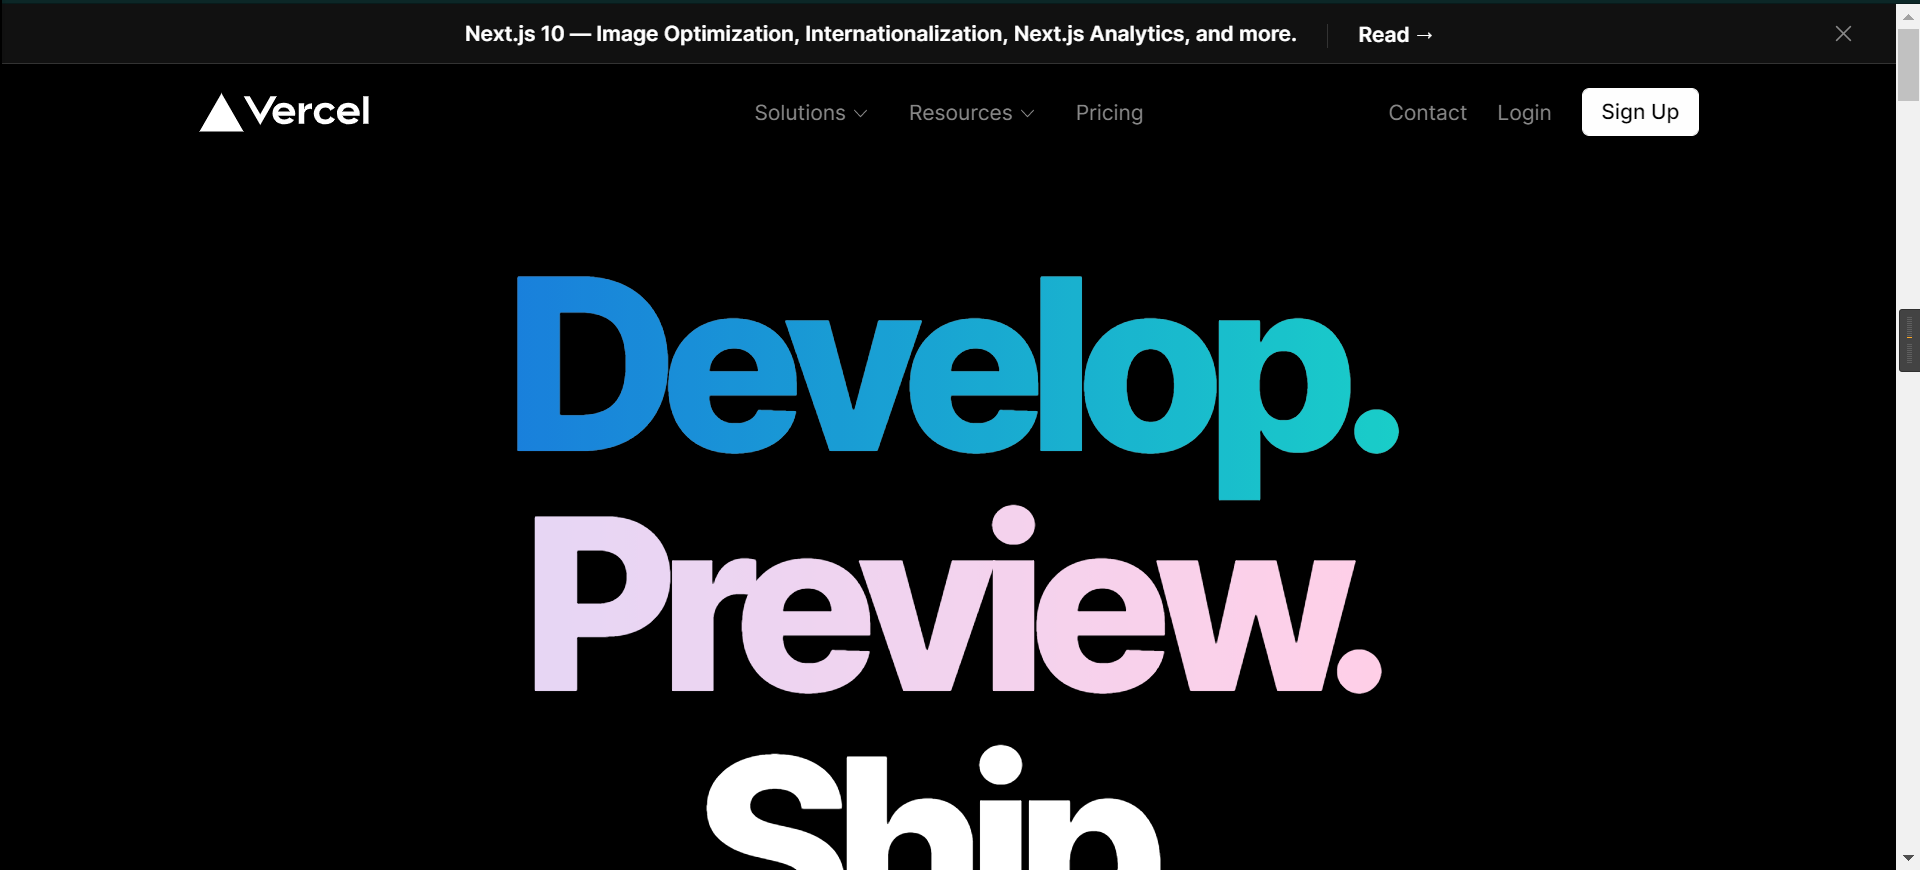 Next.js 10 — Image Optimization, Internationalization, Next.js Analytics, and more. Read →
Vercel Solutions Resources Pricing Contact Login Sign Up
Develop.
Preview.
Ship